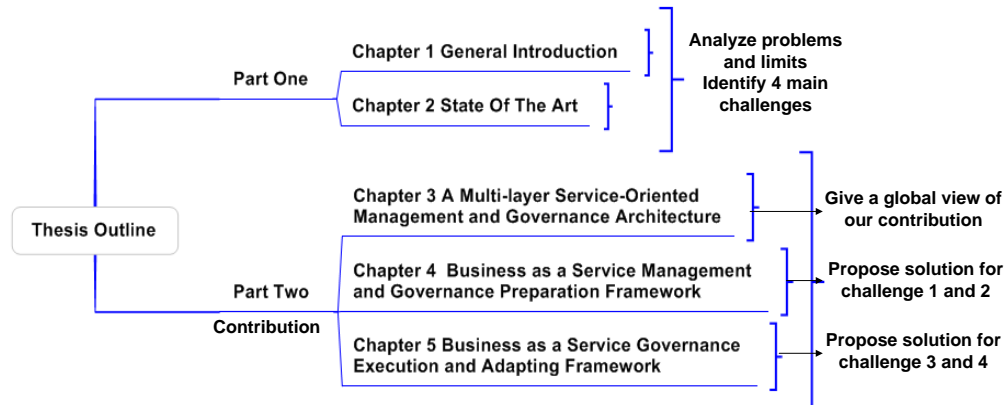 Thesis Outline
Part One
Chapter 1 General Introduction
Chapter 2 State Of The Art
Analyze problems
and limits
Identify 4 main
challenges
Part Two
Contribution
Chapter 3 A Multi-layer Service-Oriented
Management and Governance Architecture
Give a global view of
our contribution
Chapter 4 Business as a Service Management
and Governance Preparation Framework
Propose solution for
challenge 1 and 2
Chapter 5 Business as a Service Governance
Execution and Adapting Framework
Propose solution for
challenge 3 and 4